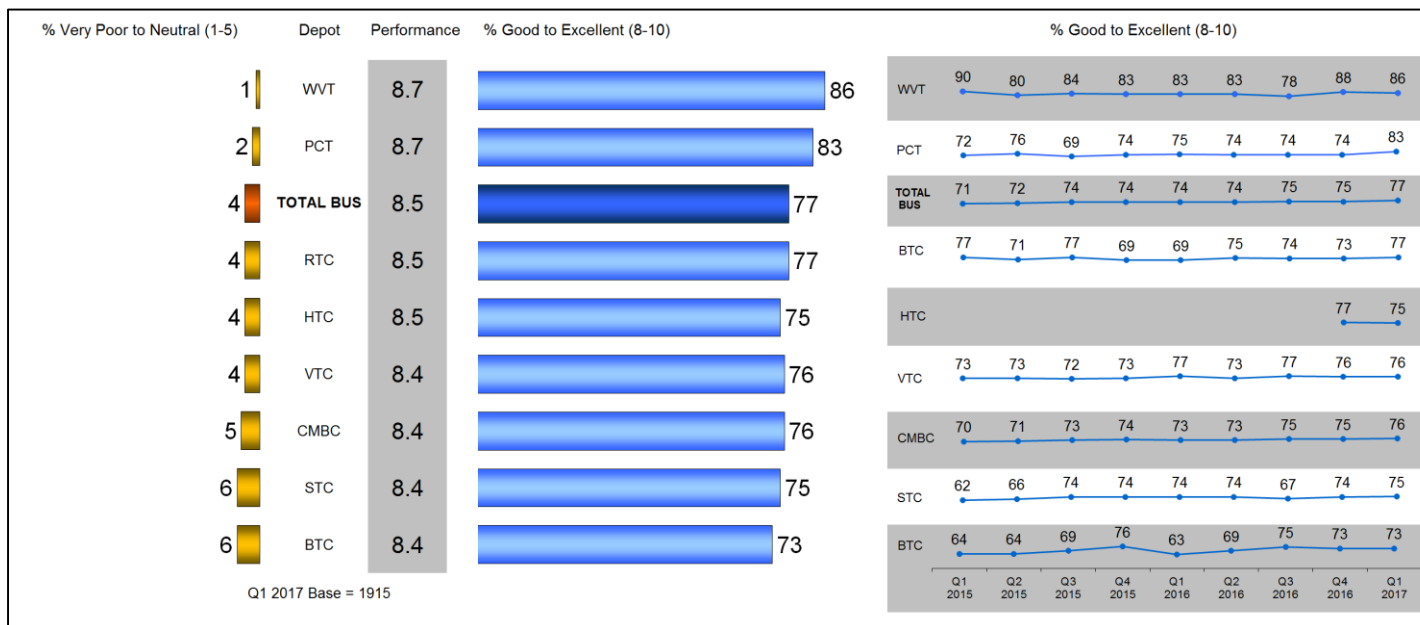 % Very Poor to Neutral (1-5) Depot Performance % Good to Excellent (8-10) % Good to Excellent (8-10)
1 WVT 8.7 86
2 PCT 8.7 83
4 TOTAL BUS 8.5 77
4 RTC 8.5 77
4 HTC 8.5 75
4 VTC 8.4 76
5 CMBC 8.4 76
6 STC 8.4 75
6 BTC 8.4 73
Q1 2017 Base = 1915
WVT 90 80 84 83 83 83 78 88 86
PCT 72 76 69 74 75 74 74 74 83
TOTAL
BUS 71 72 74 74 74 74 75 75 77
BTC 77 71 77 69 69 75 74 73 77
HTC 77 75
VTC 73 73 72 73 77 73 77 76 76
CMBC 70 71 73 74 73 73 75 75 76
STC 62 66 74 74 74 74 67 74 75
BTC 64 64 69 76 63 69 75 73 73
Q1 Q2 Q3 Q4 Q1 Q2 Q3 Q4 Q1
2015 2015 2015 2015 2016 2016 2016 2016 2017